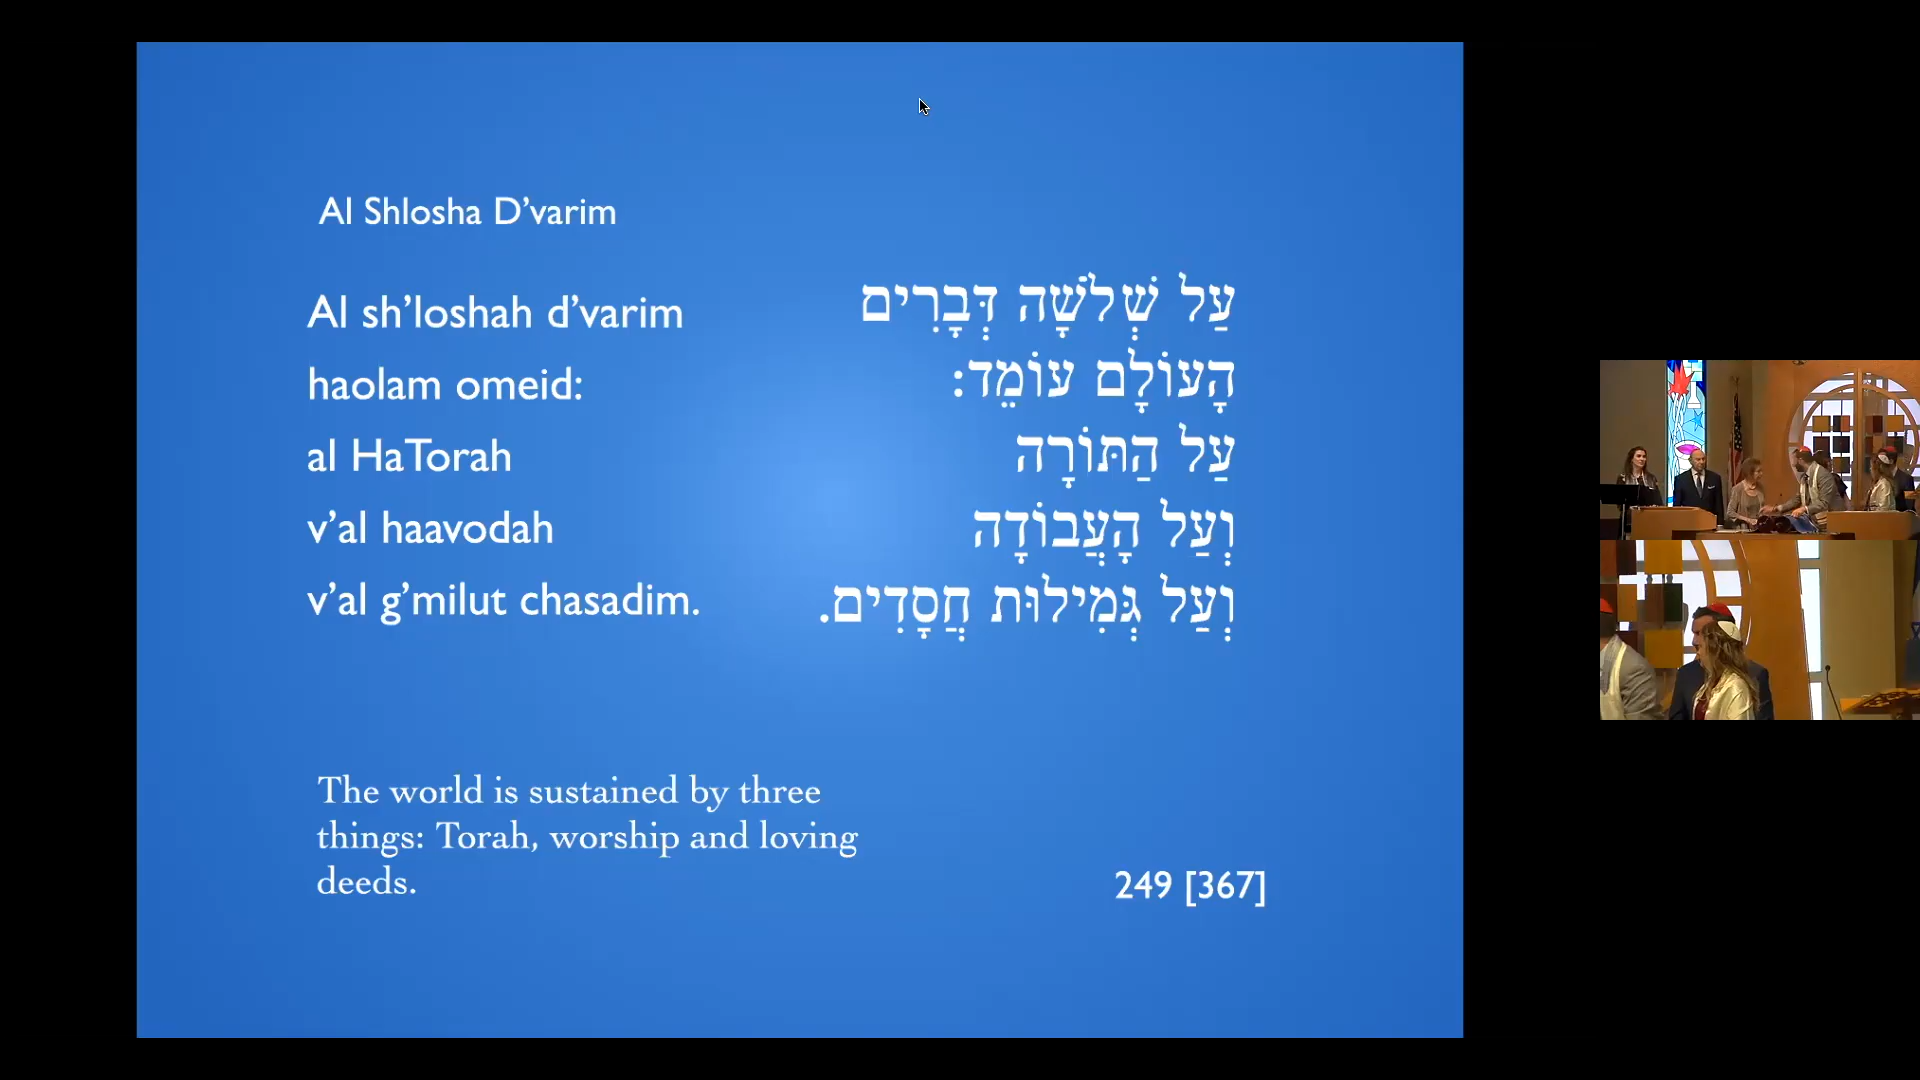 Al Shlosha D’varim
Al sh’loshah d’varim
haolam omeid:
al HaTorah
v’al haavodah
v’al g’milut chasadim.
עַל שְׁלֹשָׁה דְּבָרִים
הָעוֹלָם עוֹמֵד:
עַל הַתּוֹרָה
וְעַל הָעֲבוֹדָה
וְעַל גְּמִילוּת חֲסָדִים.
The world is sustained by three
things: Torah, worship and loving
deeds.
249 [367]